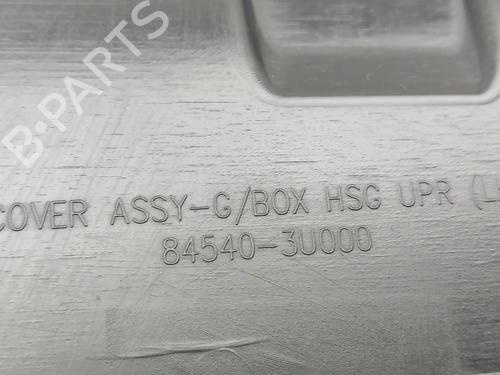 B-PARTS
COVER ASSY-G/BOX HSG UPR (L
84540-3U000